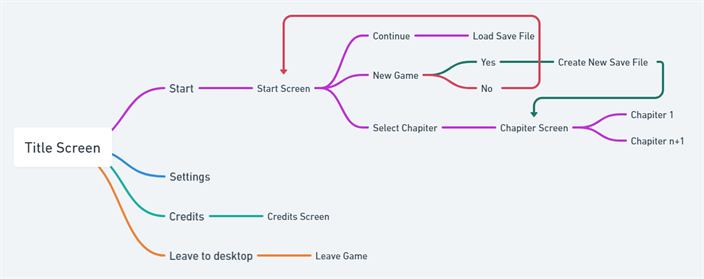 Title Screen
Start
Start Screen
Continue
Load Save File
New Game
Yes
Create New Save File
No
Select Chapiter
Chapiter Screen
Chapiter 1
Chapiter n+1
Settings
Credits
Credits Screen
Leave to desktop
Leave Game